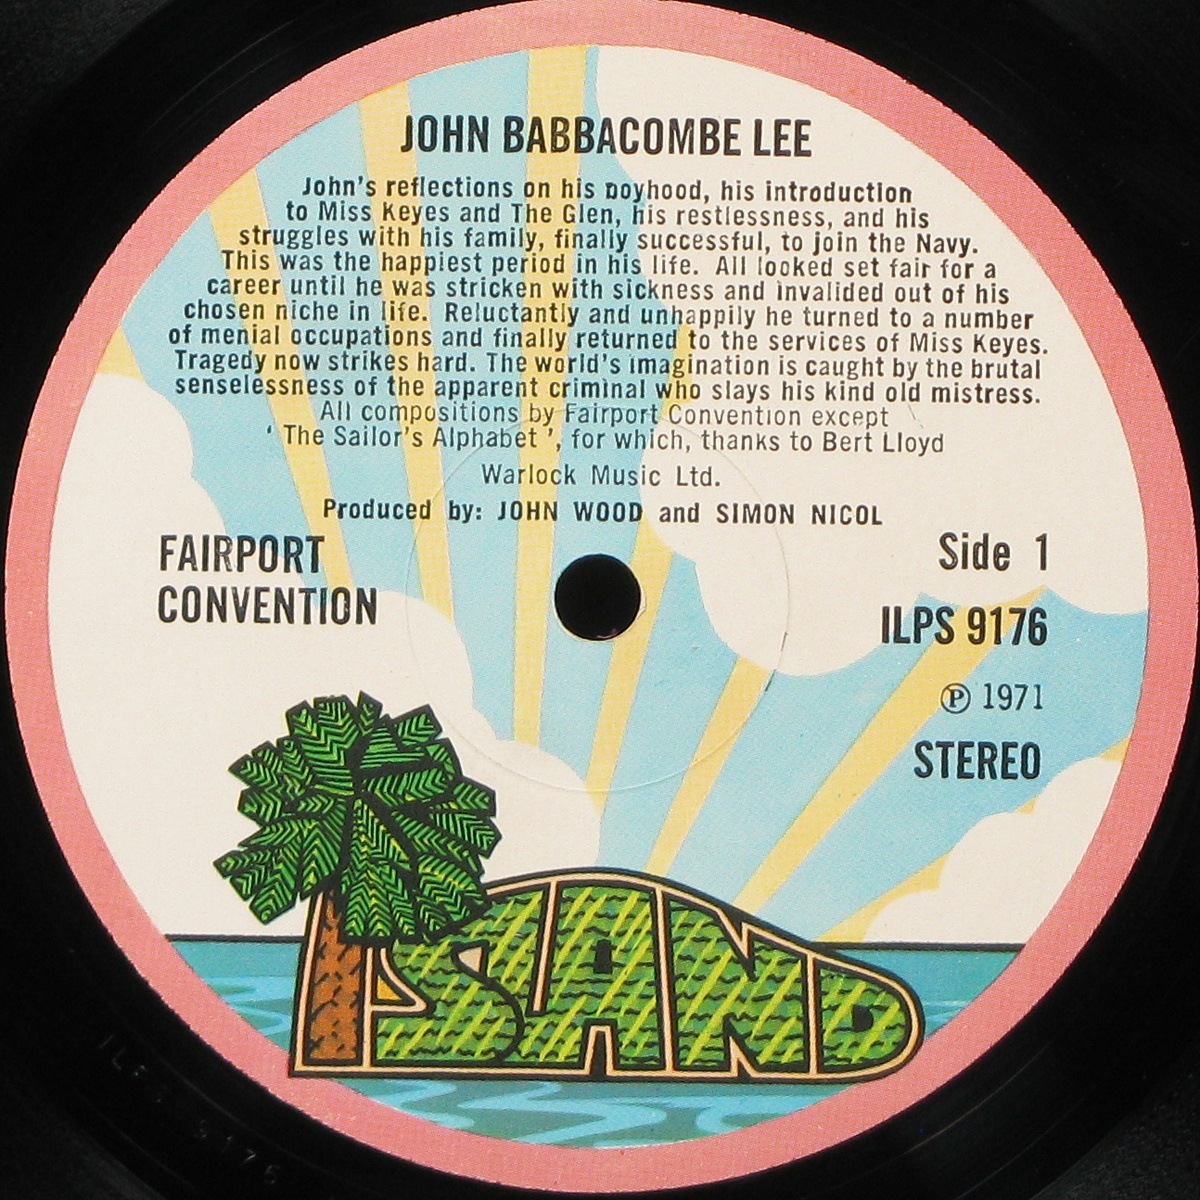 JOHN BABBACOMBE LEE
John's reflections on his boyhood, his introduction
to Miss Keyes and The Glen, his restlessness, and his
struggles with his family, finally successful, to join the Navy.
This was the happiest period in his life. All looked set fair for a
career until he was stricken with sickness and invalided out of his
chosen niche in life. Reluctantly and unhappily he turned to a number
of menial occupations and finally returned to the services of Miss Keyes.
Tragedy now strikes hard. The world's imagination is caught by the brutal
senselessness of the apparent criminal who slays his kind old mistress.
All compositions by Fairport Convention except
' The Sailor's Alphabet ', for which, thanks to Bert Lloyd
Warlock Music Ltd.
Produced by: JOHN WOOD and SIMON NICOL
FAIRPORT
CONVENTION
Side 1
ILPS 9176
℗ 1971
STEREO
ISLAND